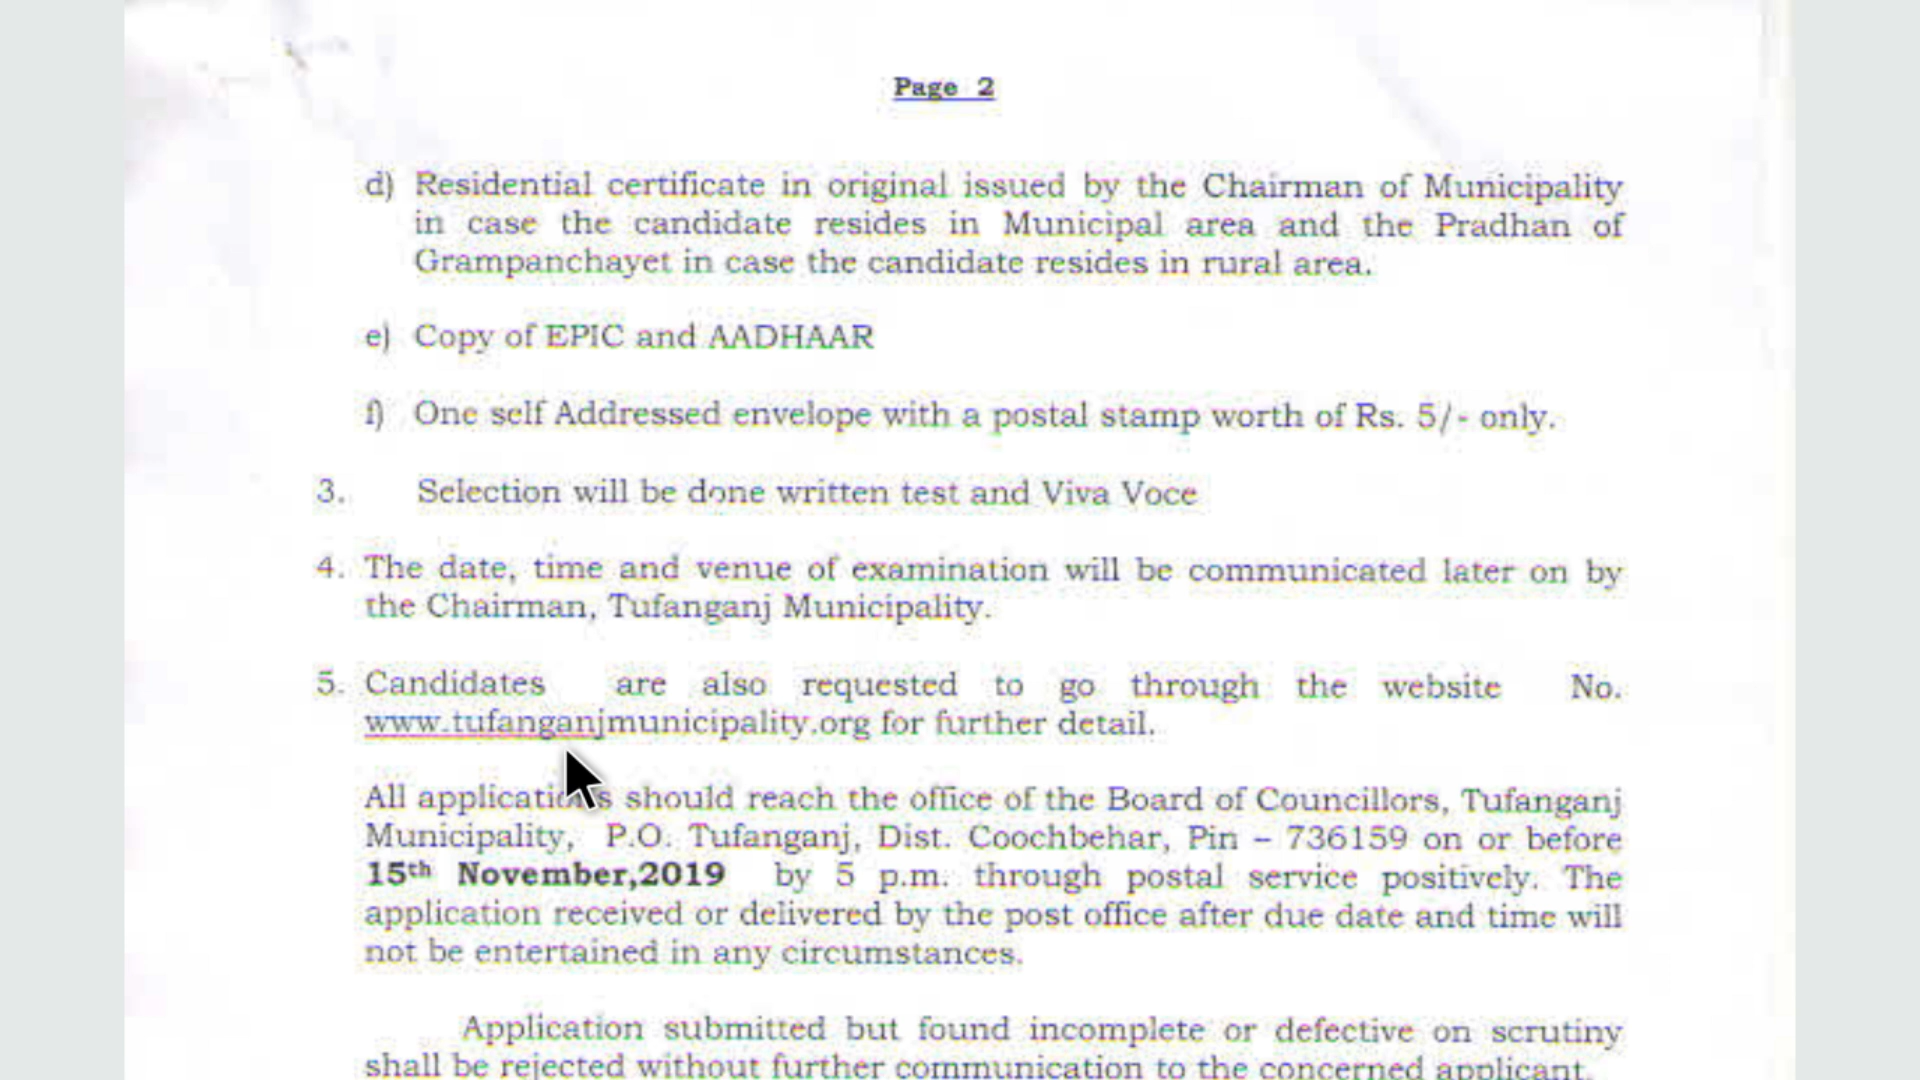 Page 2
d) Residential certificate in original issued by the Chairman of Municipality
in case the candidate resides in Municipal area and the Pradhan of
Grampanchayet in case the candidate resides in rural area.
e) Copy of EPIC and AADHAAR
f) One self Addressed envelope with a postal stamp worth of Rs. 5/- only.
3. Selection will be done written test and Viva Voce
4. The date, time and venue of examination will be communicated later on by
the Chairman, Tufanganj Municipality.
5. Candidates are also requested to go through the website No.
www.tufanganjmunicipality.org for further detail.
All applications should reach the office of the Board of Councillors, Tufanganj
Municipality, P.O. Tufanganj, Dist. Coochbehar, Pin – 736159 on or before
15th November,2019 by 5 p.m. through postal service positively. The
application received or delivered by the post office after due date and time will
not be entertained in any circumstances.
Application submitted but found incomplete or defective on scrutiny
shall be rejected without further communication to the concerned applicant.